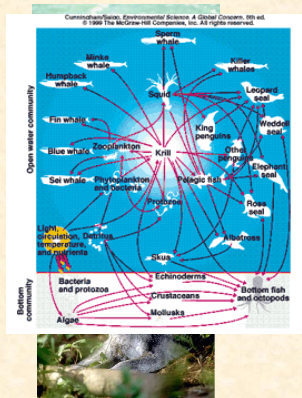 Cunningham/Saigo, Environmental Science, A Global Concern, 5th ed.
© 1999 The McGraw-Hill Companies, Inc. All rights reserved.
Sperm
whale
Minke
whale
Killer
whales
Humpback
whale
Squid
Leopard
seal
Fin whale
King
penguins
Weddell
seal
Open water community
Blue whale
Zooplankton
Krill
Other
penguins
Elephant
seal
Sei whale
Phytoplankton
and bacteria
Pelagic fish
Protozoa
Ross
seal
Light,
circulation,
temperature,
and nutrients
Detritus
Albatross
Skus
Bottom
community
Bacteria
and protozoa
Echinoderms
Crustaceans
Bottom fish
and octopods
Mollusks
Algae